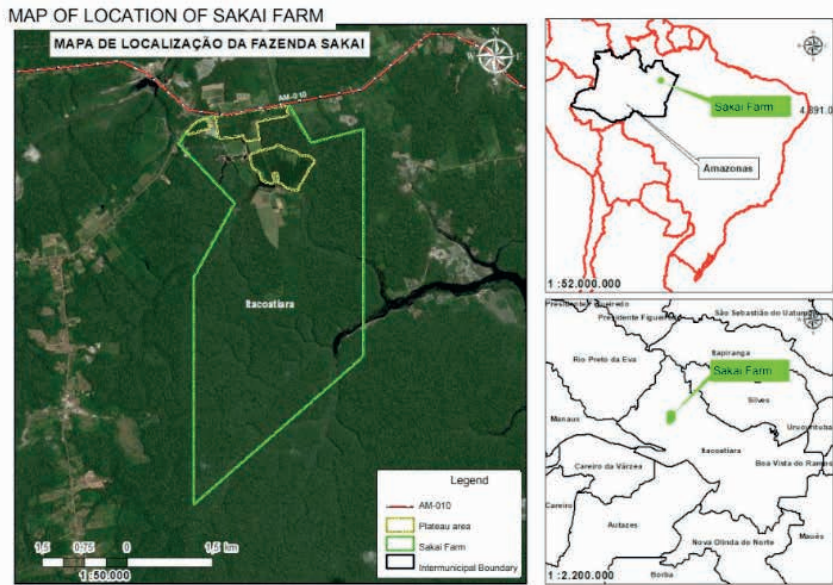 MAP OF LOCATION OF SAKAI FARM
MAPA DE LOCALIZAÇÃO DA FAZENDA SAKAI
N
W
AM-010
Itacoatiara
Legend
AM-010
Plateau area
Sakai Farm
Intermunicipal Boundary
1,5 0,75 0 1,5 km
1:50.000
Sakai Farm
Amazonas
1 :52.000.000
São Sebastião do
Presidente Figueiredo
Rio Preto da Eva
Itapiranga
Sakai Farm
Silves
Manaus
Itacoatiara
Careiro da Várzea
Boa Vista do Ramos
Careiro
Autazes
Nova Olinda do Norte
Maués
Borba
1 :2.200.000